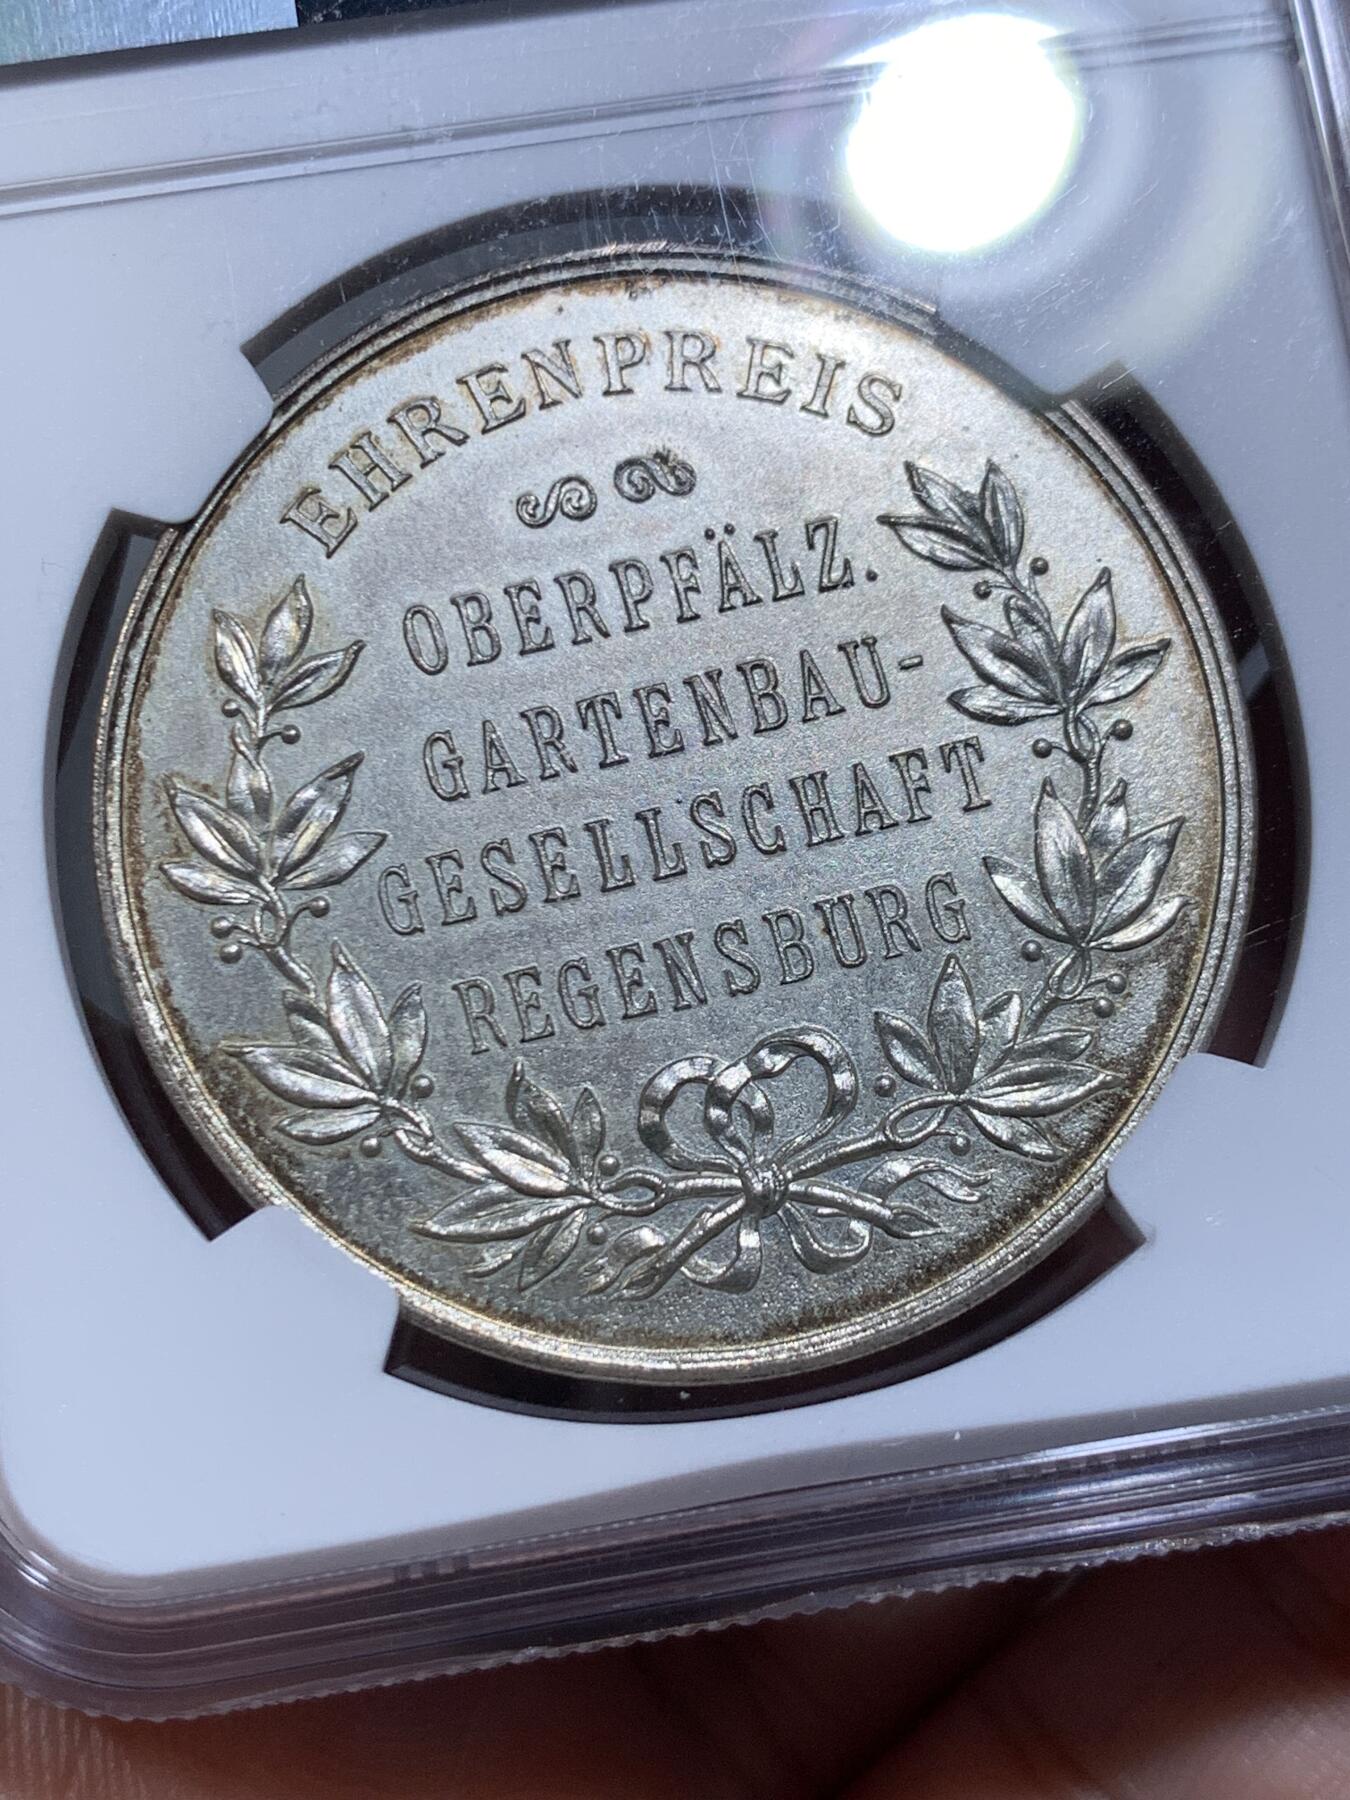 EHRENPREIS
OBERPFÄLZ.
GARTENBAU-
GESELLSCHAFT
REGENSBURG